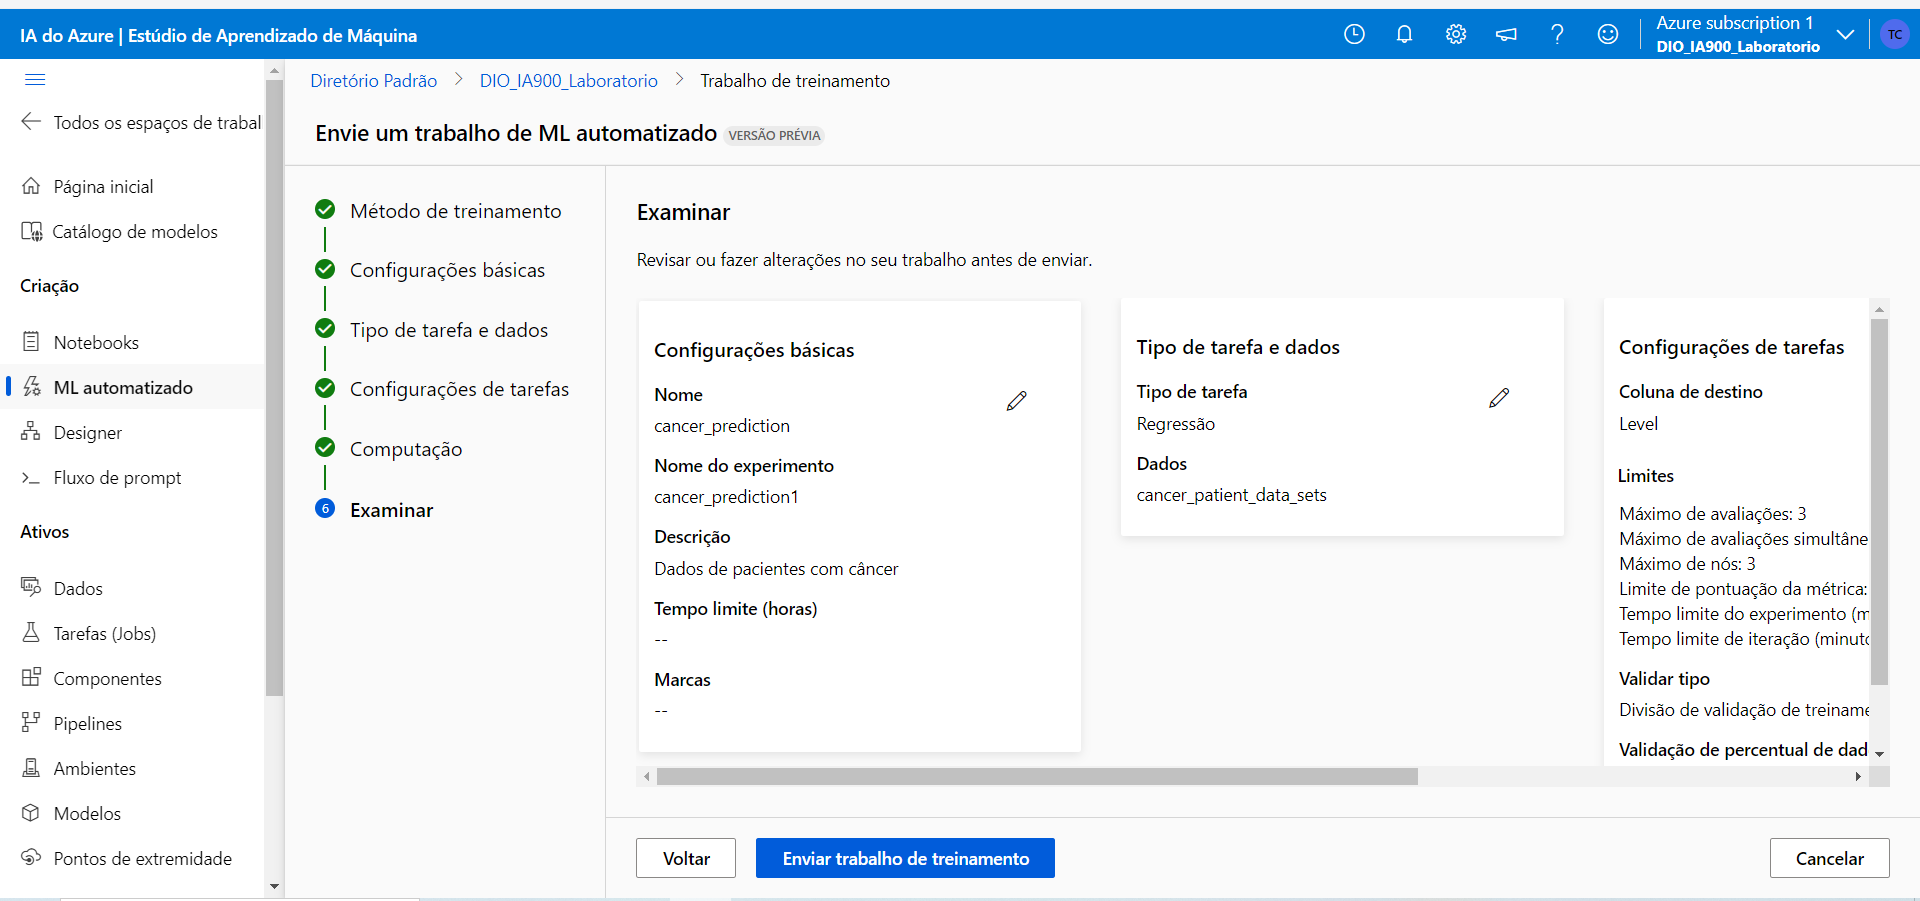 IA do Azure | Estúdio de Aprendizado de Máquina
Azure subscription 1
DIO_IA900_Laboratorio
TC
Todos os espaços de trabal
Página inicial
Catálogo de modelos
Criação
Notebooks
ML automatizado
Designer
Fluxo de prompt
Ativos
Dados
Tarefas (Jobs)
Componentes
Pipelines
Ambientes
Modelos
Pontos de extremidade
Diretório Padrão > DIO_IA900_Laboratorio > Trabalho de treinamento
Envie um trabalho de ML automatizado VERSÃO PRÉVIA
Método de treinamento
Configurações básicas
Tipo de tarefa e dados
Configurações de tarefas
Computação
6 Examinar
Examinar
Revisar ou fazer alterações no seu trabalho antes de enviar.
Configurações básicas
Nome
cancer_prediction
Nome do experimento
cancer_prediction1
Descrição
Dados de pacientes com câncer
Tempo limite (horas)
--
Marcas
--
Tipo de tarefa e dados
Tipo de tarefa
Regressão
Dados
cancer_patient_data_sets
Configurações de tarefas
Coluna de destino
Level
Limites
Máximo de avaliações: 3
Máximo de avaliações simultâne
Máximo de nós: 3
Limite de pontuação da métrica:
Tempo limite do experimento (m
Tempo limite de iteração (minuto
Validar tipo
Divisão de validação de treiname
Validação de percentual de dad
Voltar
Enviar trabalho de treinamento
Cancelar